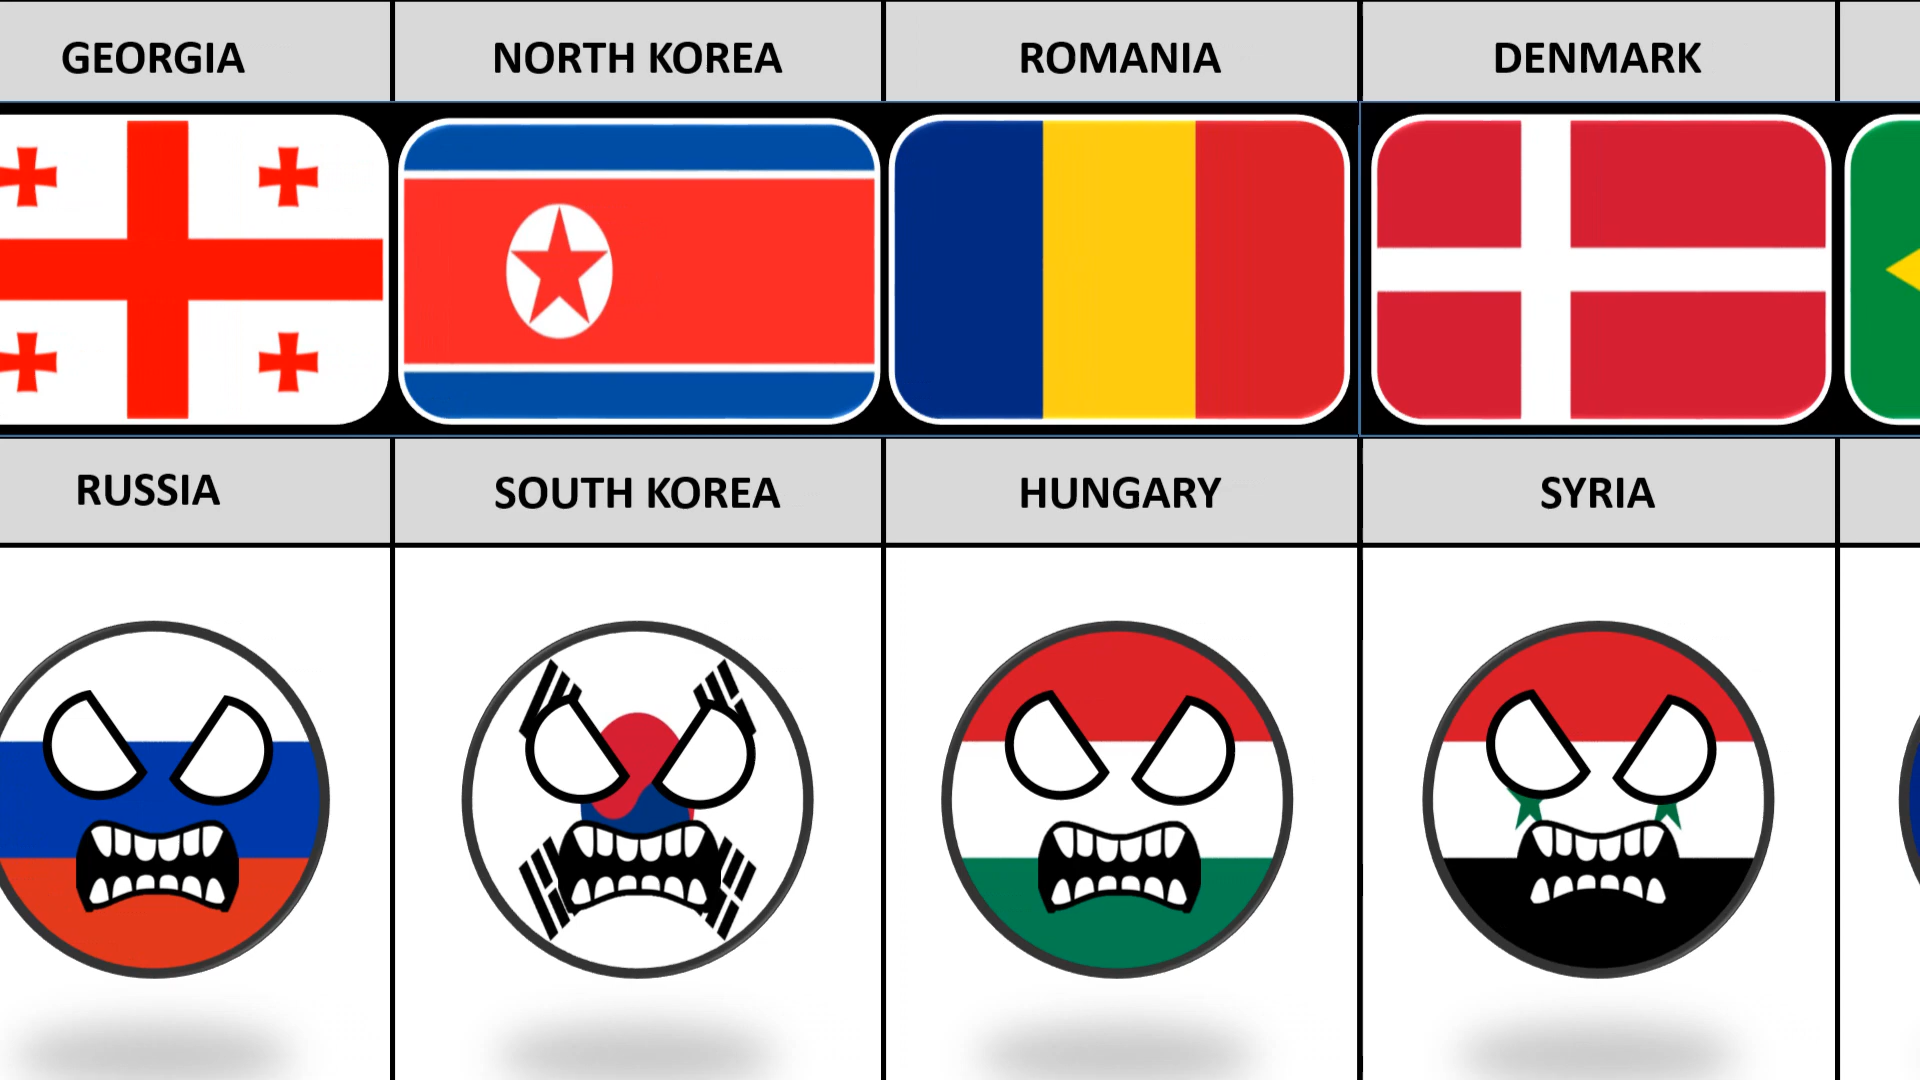 GEORGIA
NORTH KOREA
ROMANIA
DENMARK
RUSSIA
SOUTH KOREA
HUNGARY
SYRIA